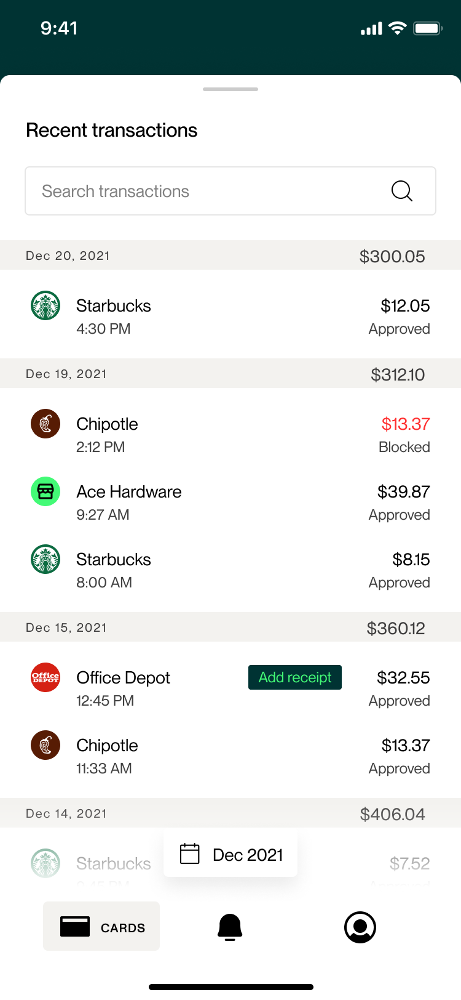 9:41
Recent transactions
Search transactions
Dec 20, 2021 $300.05
Starbucks $12.05
4:30 PM Approved
Dec 19, 2021 $312.10
Chipotle $13.37
2:12 PM Blocked
Ace Hardware $39.87
9:27 AM Approved
Starbucks $8.15
8:00 AM Approved
Dec 15, 2021 $360.12
Office DEPOT
Office Depot Add receipt $32.55
12:45 PM Approved
Chipotle $13.37
11:33 AM Approved
Dec 14, 2021 $406.04
Starbucks $7.52
Dec 2021
CARDS